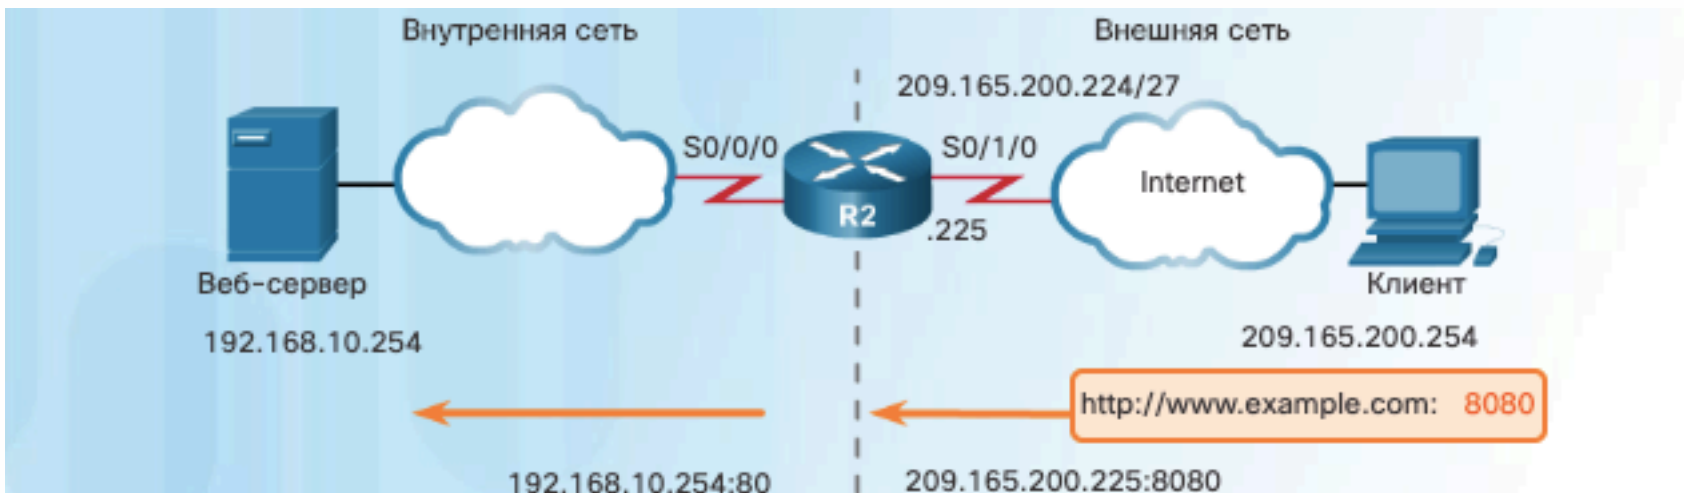 Внутренняя сеть
Внешняя сеть
209.165.200.224/27
S0/0/0
S0/1/0
Internet
R2
.225
Веб-сервер
Клиент
192.168.10.254
209.165.200.254
http://www.example.com: 8080
192.168.10.254:80
209.165.200.225:8080